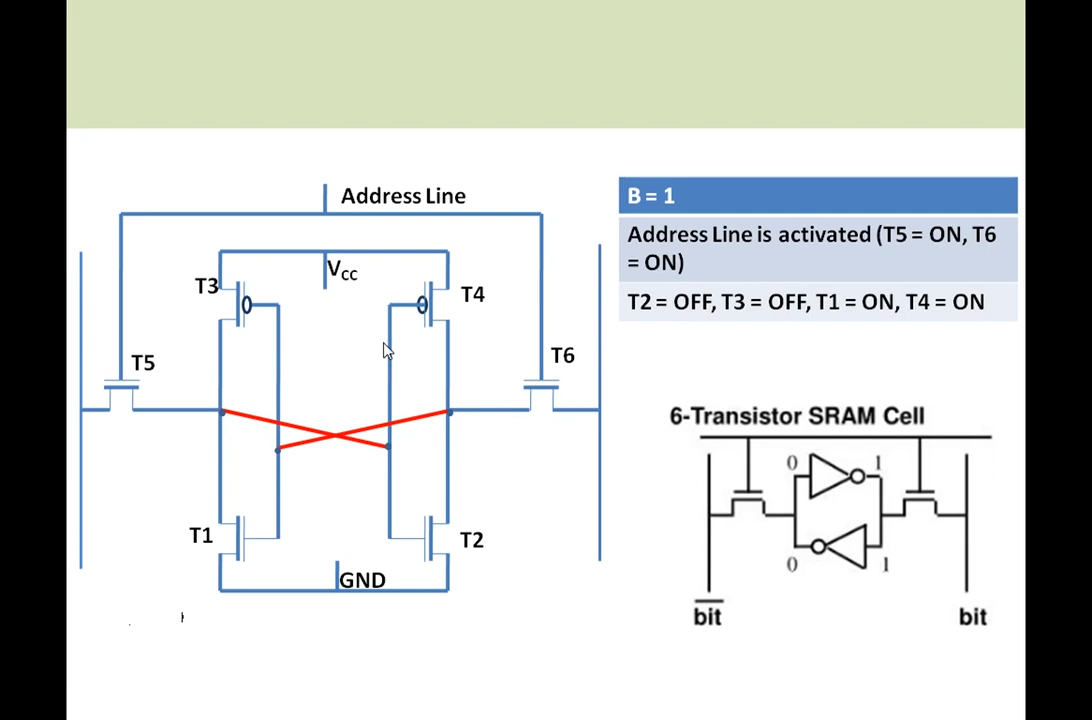 Address Line
B = 1
Address Line is activated (T5 = ON, T6
= ON)
VCC
T3
T4
T2 = OFF, T3 = OFF, T1 = ON, T4 = ON
T5
T6
6-Transistor SRAM Cell
0
1
T1
T2
0
1
GND
bit
bit